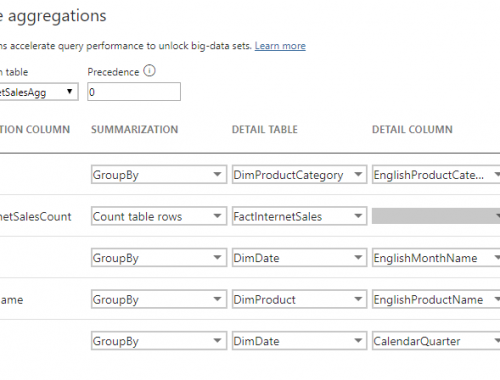 e aggregations
ns accelerate query performance to unlock big-data sets. Learn more
n table Precedence
etSalesAgg 0
TION COLUMN SUMMARIZATION DETAIL TABLE DETAIL COLUMN
GroupBy DimProductCategory EnglishProductCate...
netSalesCount Count table rows FactInternetSales
GroupBy DimDate EnglishMonthName
ame GroupBy DimProduct EnglishProductName
GroupBy DimDate CalendarQuarter